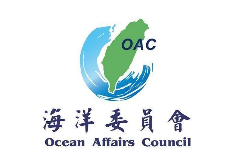 OAC
海洋委員會
Ocean Affairs Council